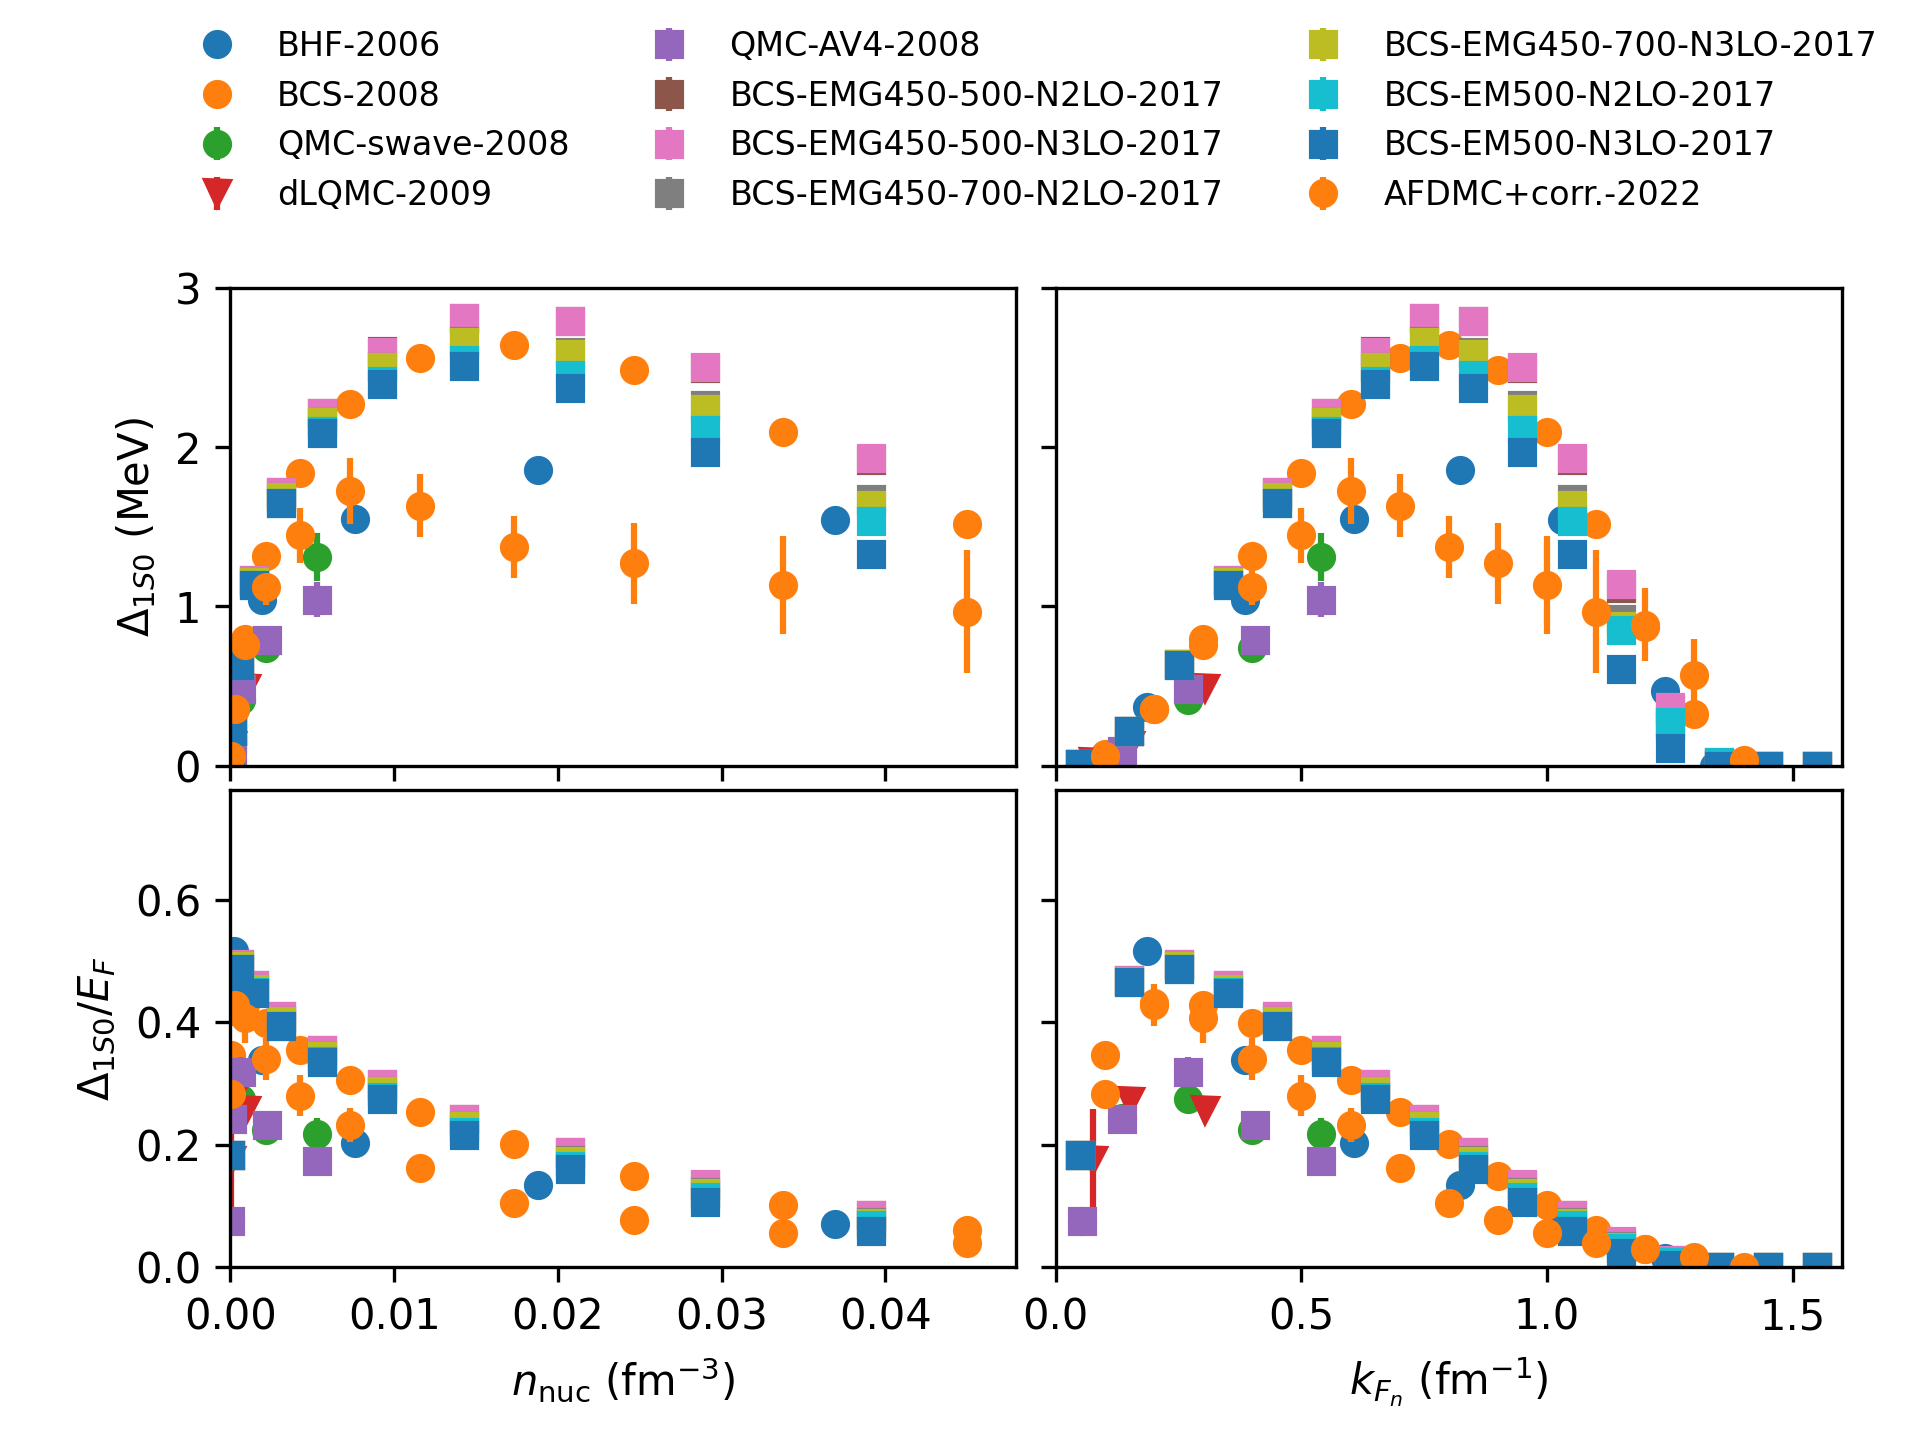 BHF-2006
BCS-2008
QMC-swave-2008
dLQMC-2009
QMC-AV4-2008
BCS-EMG450-500-N2LO-2017
BCS-EMG450-500-N3LO-2017
BCS-EMG450-700-N2LO-2017
BCS-EMG450-700-N3LO-2017
BCS-EM500-N2LO-2017
BCS-EM500-N3LO-2017
AFDMC+corr.-2022
3
2
1
0
Δ₁S₀ (MeV)
0.6
0.4
0.2
0.0
Δ₁S₀/E_F
0.00 0.01 0.02 0.03 0.04
n_nuc (fm⁻³)
0.0 0.5 1.0 1.5
k_{F_n} (fm⁻¹)